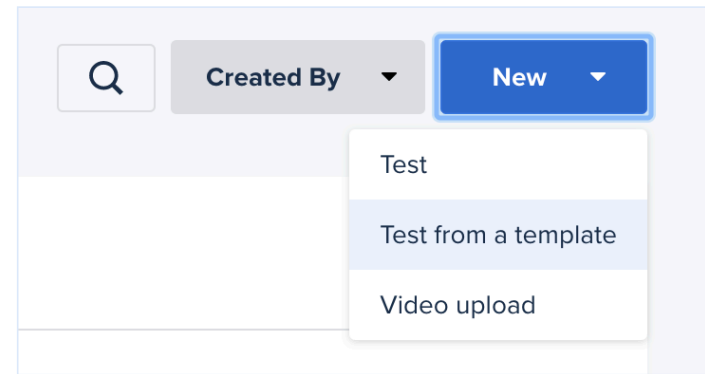 Created By
New
Test
Test from a template
Video upload